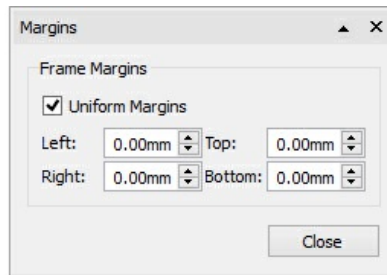 Margins
Frame Margins
Uniform Margins
Left: 0.00mm Top: 0.00mm
Right: 0.00mm Bottom: 0.00mm
Close